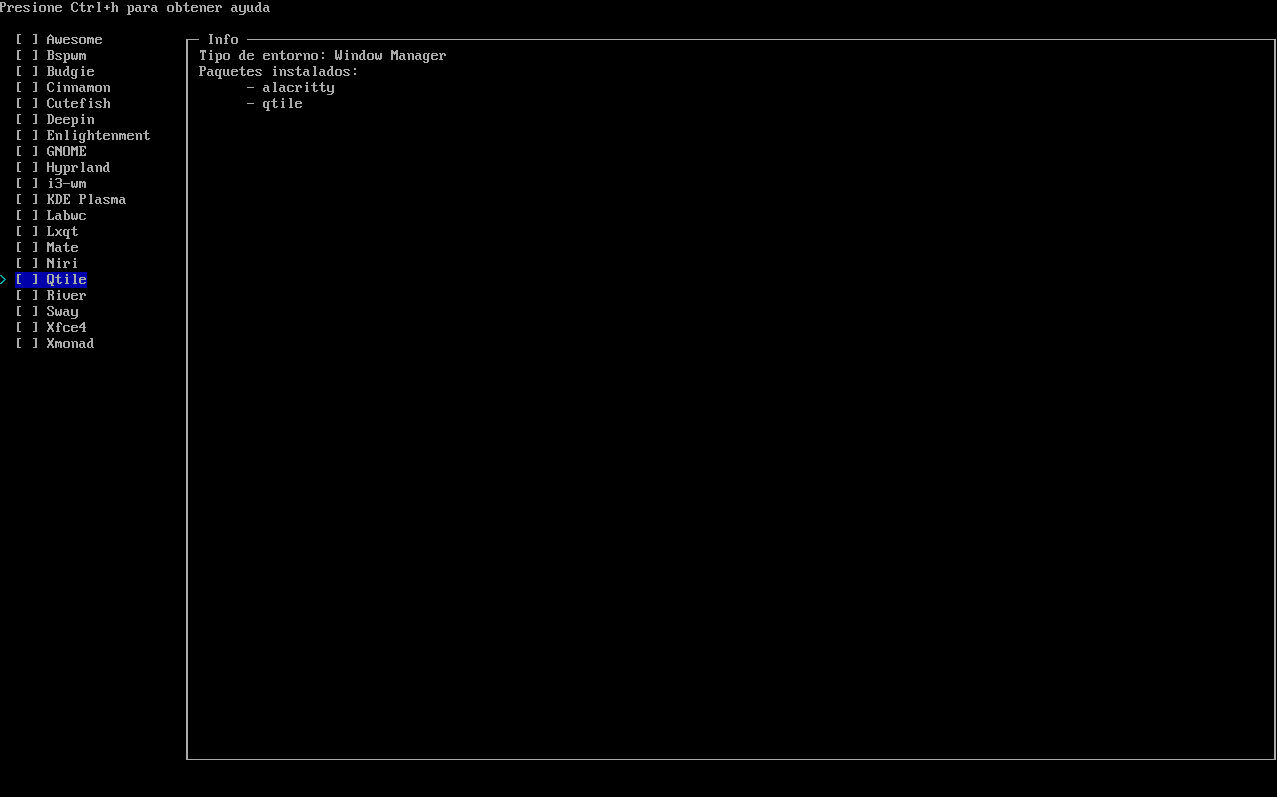 Presione Ctrl+h para obtener ayuda
[ ] Awesome
[ ] Bspwm
[ ] Budgie
[ ] Cinnamon
[ ] Cutefish
[ ] Deepin
[ ] Enlightenment
[ ] GNOME
[ ] Hyprland
[ ] i3-wm
[ ] KDE Plasma
[ ] Labwc
[ ] Lxqt
[ ] Mate
[ ] Niri
> [ ] Qtile
[ ] River
[ ] Sway
[ ] Xfce4
[ ] Xmonad
Info
Tipo de entorno: Window Manager
Paquetes instalados:
- alacritty
- qtile